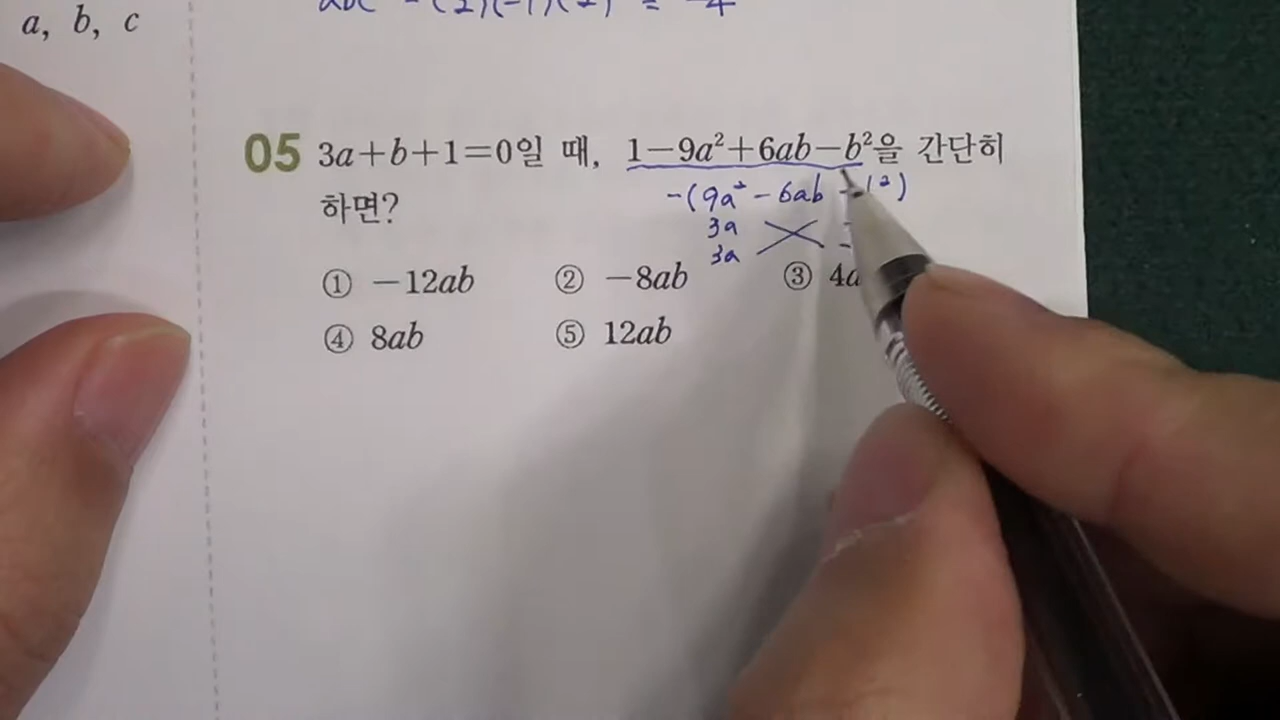 a, b, c
05 3a+b+1=0일 때, 1−9a²+6ab−b²을 간단히
하면?
-(9a² - 6ab
3a
3a
① −12ab ② −8ab ③
④ 8ab ⑤ 12ab